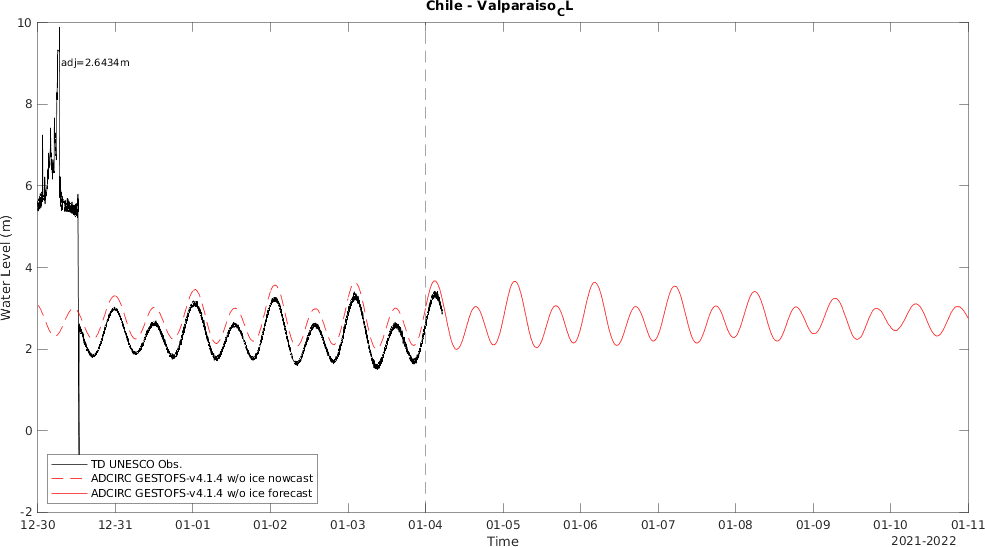 Chile - ValparaisoCL
10
adj=2.6434m
8
6
4
2
0
-2
Water Level (m)
TD UNESCO Obs.
ADCIRC GESTOFS-v4.1.4 w/o ice nowcast
ADCIRC GESTOFS-v4.1.4 w/o ice forecast
12-30 12-31 01-01 01-02 01-03 01-04 01-05 01-06 01-07 01-08 01-09 01-10 01-11
Time
2021-2022